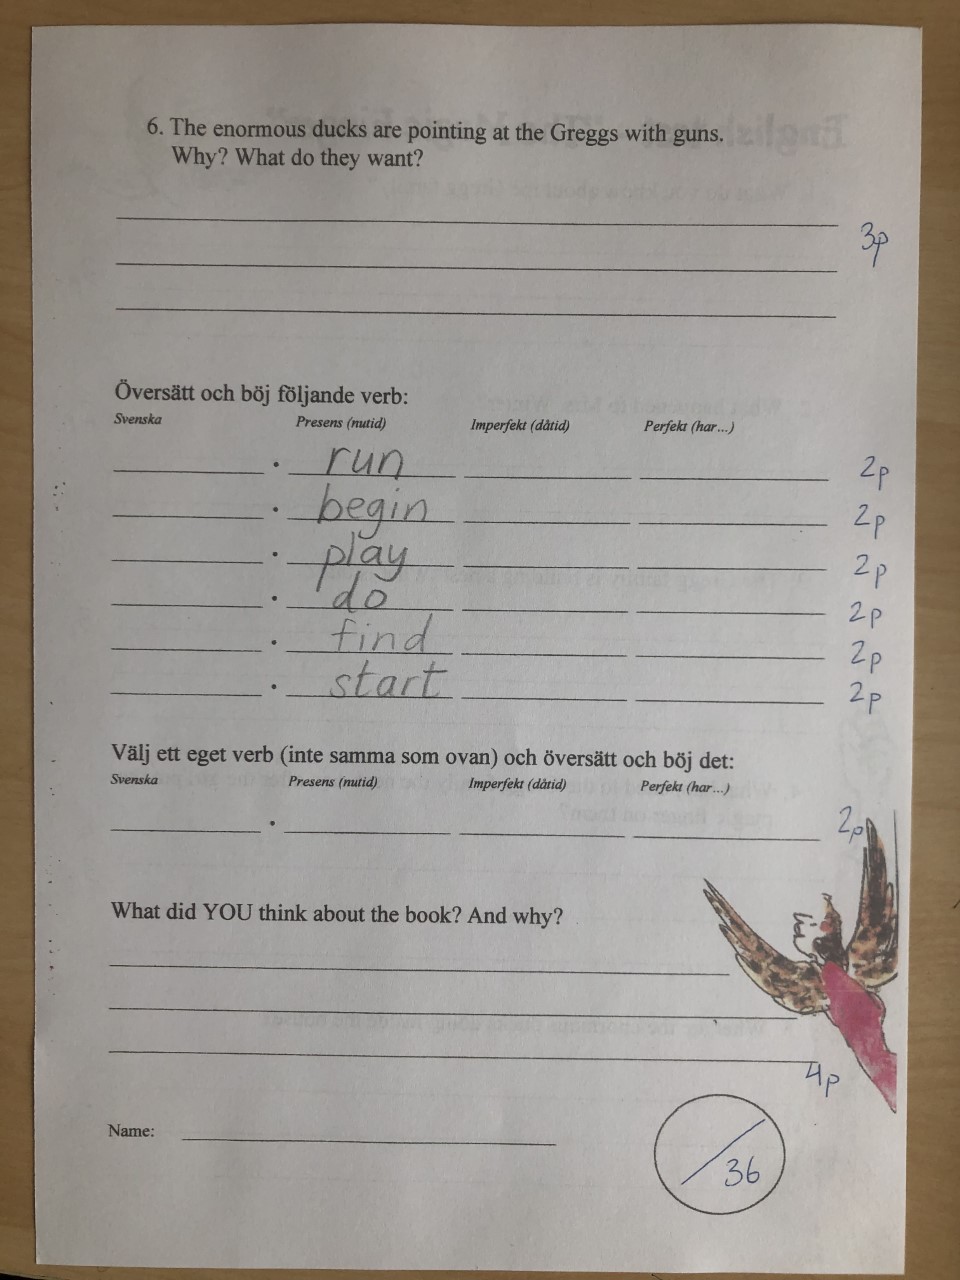 6. The enormous ducks are pointing at the Greggs with guns.
Why? What do they want?
3p
Översätt och böj följande verb:
Svenska Presens (nutid) Imperfekt (dåtid) Perfekt (har...)
run 2p
begin 2p
play 2p
do 2p
find 2p
start 2p
Välj ett eget verb (inte samma som ovan) och översätt och böj det:
Svenska Presens (nutid) Imperfekt (dåtid) Perfekt (har...)
2p
What did YOU think about the book? And why?
4p
Name:
/36